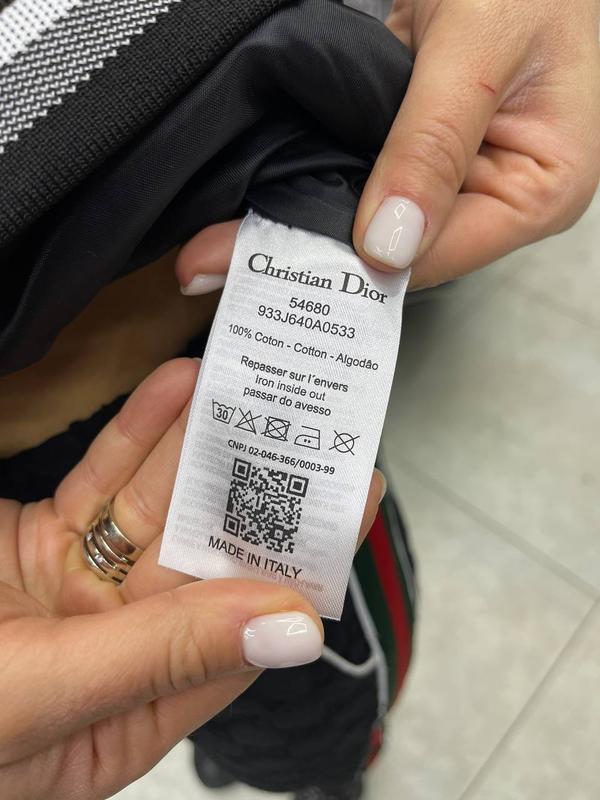 Christian Dior
54680
933J640A0533
100% Coton - Cotton - Algodão
Repasser sur l´envers
Iron inside out
passar do avesso
30
CNPJ 02-046-366/0003-99
MADE IN ITALY